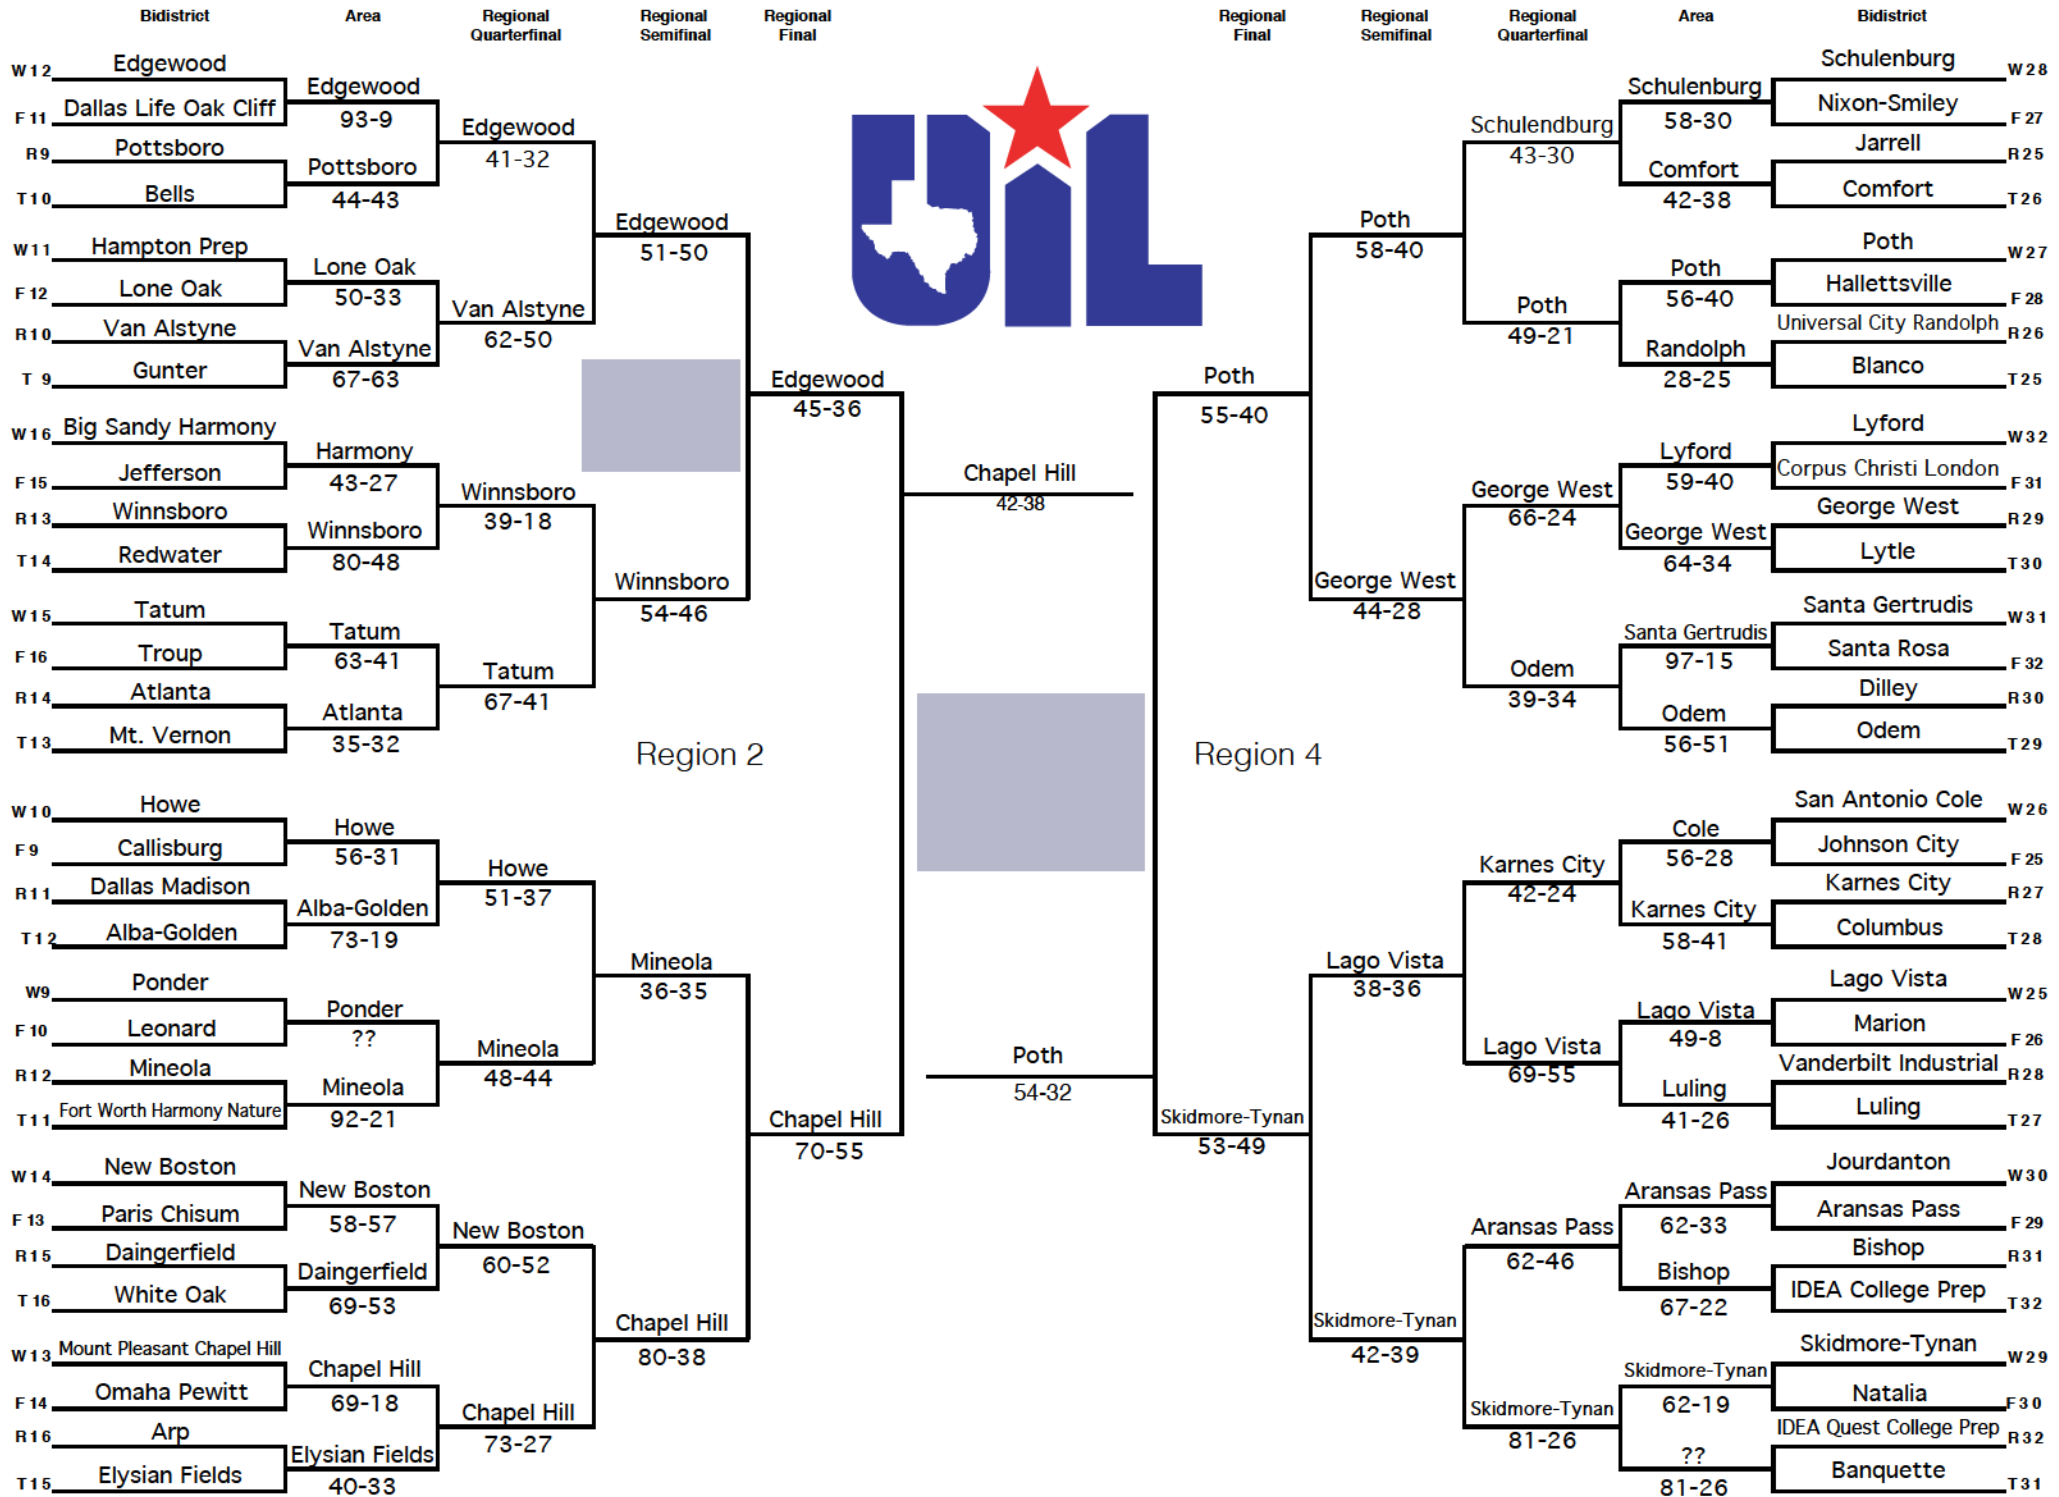 Bidistrict
Area
Regional
Quarterfinal
Regional
Semifinal
Regional
Final
Regional
Final
Regional
Semifinal
Regional
Quarterfinal
Area
Bidistrict
W12 Edgewood
F11 Dallas Life Oak Cliff
R9 Pottsboro
T10 Bells
W11 Hampton Prep
F12 Lone Oak
R10 Van Alstyne
T 9 Gunter
W16 Big Sandy Harmony
F15 Jefferson
R13 Winnsboro
T14 Redwater
W15 Tatum
F16 Troup
R14 Atlanta
T13 Mt. Vernon
W10 Howe
F9 Callisburg
R11 Dallas Madison
T12 Alba-Golden
W9 Ponder
F10 Leonard
R12 Mineola
T11 Fort Worth Harmony Nature
W14 New Boston
F13 Paris Chisum
R15 Daingerfield
T16 White Oak
W13 Mount Pleasant Chapel Hill
F14 Omaha Pewitt
R16 Arp
T15 Elysian Fields
Edgewood
93-9
Pottsboro
44-43
Lone Oak
50-33
Van Alstyne
67-63
Harmony
43-27
Winnsboro
80-48
Tatum
63-41
Atlanta
35-32
Howe
56-31
Alba-Golden
73-19
Ponder
??
Mineola
92-21
New Boston
58-57
Daingerfield
69-53
Chapel Hill
69-18
Elysian Fields
40-33
Edgewood
41-32
Van Alstyne
62-50
Winnsboro
39-18
Tatum
67-41
Howe
51-37
Mineola
48-44
New Boston
60-52
Chapel Hill
73-27
Edgewood
51-50
Winnsboro
54-46
Region 2
Mineola
36-35
Chapel Hill
80-38
Edgewood
45-36
Chapel Hill
70-55
UIL
Chapel Hill
42-38
Poth
54-32
Poth
55-40
Skidmore-Tynan
53-49
Region 4
Poth
58-40
George West
44-28
Lago Vista
38-36
Skidmore-Tynan
42-39
Schulendburg
43-30
Poth
49-21
George West
66-24
Odem
39-34
Karnes City
42-24
Lago Vista
69-55
Aransas Pass
62-46
Skidmore-Tynan
81-26
Schulenburg
58-30
Comfort
42-38
Poth
56-40
Randolph
28-25
Lyford
59-40
George West
64-34
Santa Gertrudis
97-15
Odem
56-51
Cole
56-28
Karnes City
58-41
Lago Vista
49-8
Luling
41-26
Aransas Pass
62-33
Bishop
67-22
Skidmore-Tynan
62-19
??
81-26
Schulenburg W28
Nixon-Smiley F27
Jarrell R25
Comfort T26
Poth W27
Hallettsville F28
Universal City Randolph R26
Blanco T25
Lyford W32
Corpus Christi London F31
George West R29
Lytle T30
Santa Gertrudis W31
Santa Rosa F32
Dilley R30
Odem T29
San Antonio Cole W26
Johnson City F25
Karnes City R27
Columbus T28
Lago Vista W25
Marion F26
Vanderbilt Industrial R28
Luling T27
Jourdanton W30
Aransas Pass F29
Bishop R31
IDEA College Prep T32
Skidmore-Tynan W29
Natalia F30
IDEA Quest College Prep R32
Banquette T31